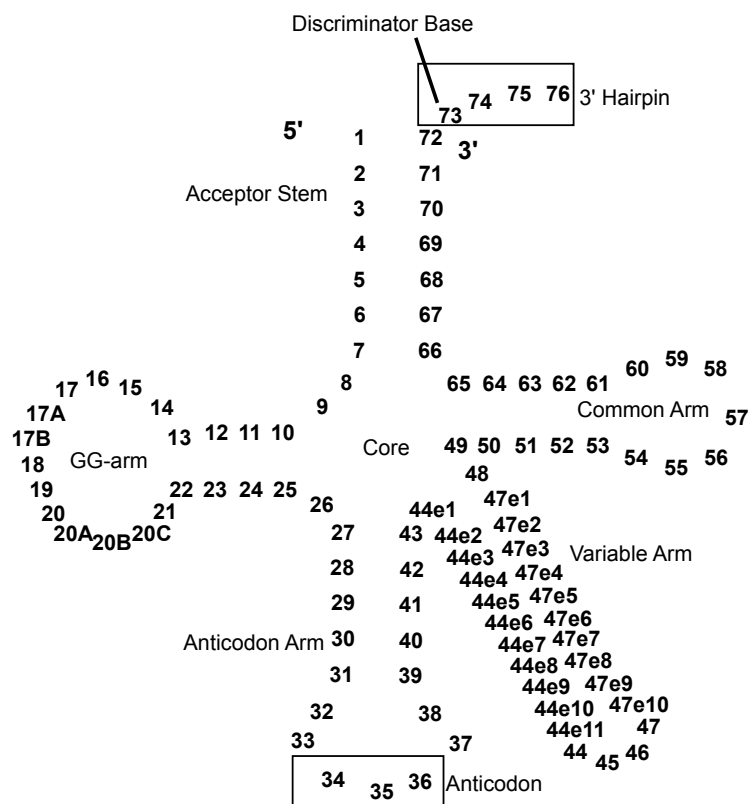 Discriminator Base
73 74 75 76 3' Hairpin
5' 1 72 3'
2 71
Acceptor Stem
3 70
4 69
5 68
6 67
7 66
8 65 64 63 62 61 60 59 58
9
17B 17A 17 16 15 14
Common Arm 57
13 12 11 10
18 GG-arm
Core
49 50 51 52 53 54 55 56
19 22 23 24 25 48
20 21 26
20A 20B 20C
27 43 44e1 47e1
44e2 47e2
28 42 44e3 47e3 Variable Arm
44e4 47e4
29 41 44e5 47e5
44e6 47e6
Anticodon Arm 30 40 44e7 47e7
44e8 47e8
31 39 44e9 47e9
44e10 47e10
32 38 44e11 47
33 37 44 45 46
34 35 36 Anticodon